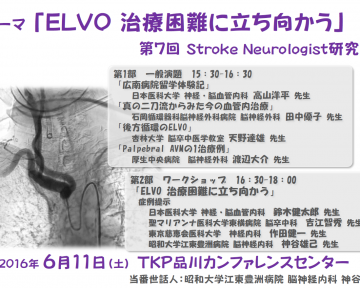 ーマ「ELVO 治療困難に立ち向かう」
第7回 Stroke Neurologist研究
第1部 一般演題 15:30-16:30
「広南病院留学体験記」
日本医科大学 神経・脳血管内科 高山洋平 先生
「真の二刀流からみた今の血管内治療」
石岡循環器科脳神経外科病院 脳神経外科 田中優子 先生
「後方循環のELVO」
杏林大学 脳卒中医学教室 天野達雄 先生
「Palpebral AVMの1治療例」
厚生中央病院 脳神経外科 渡辺大介 先生
第2部 ワークショップ 16:30-18:00
「ELVO 治療困難に立ち向かう」
症例提示
日本医科大学 神経・脳血管内科 鈴木健太郎 先生
聖マリアンナ医科大学東横病院 脳卒中科 吉江智秀 先生
東京慈恵会医科大学 神経内科 作田健一 先生
昭和大学江東豊洲病院 脳神経内科 神谷雄己 先生
2016年 6月11日(土) TKP品川カンファレンスセンター
当番世話人:昭和大学江東豊洲病院 脳神経内科 神谷